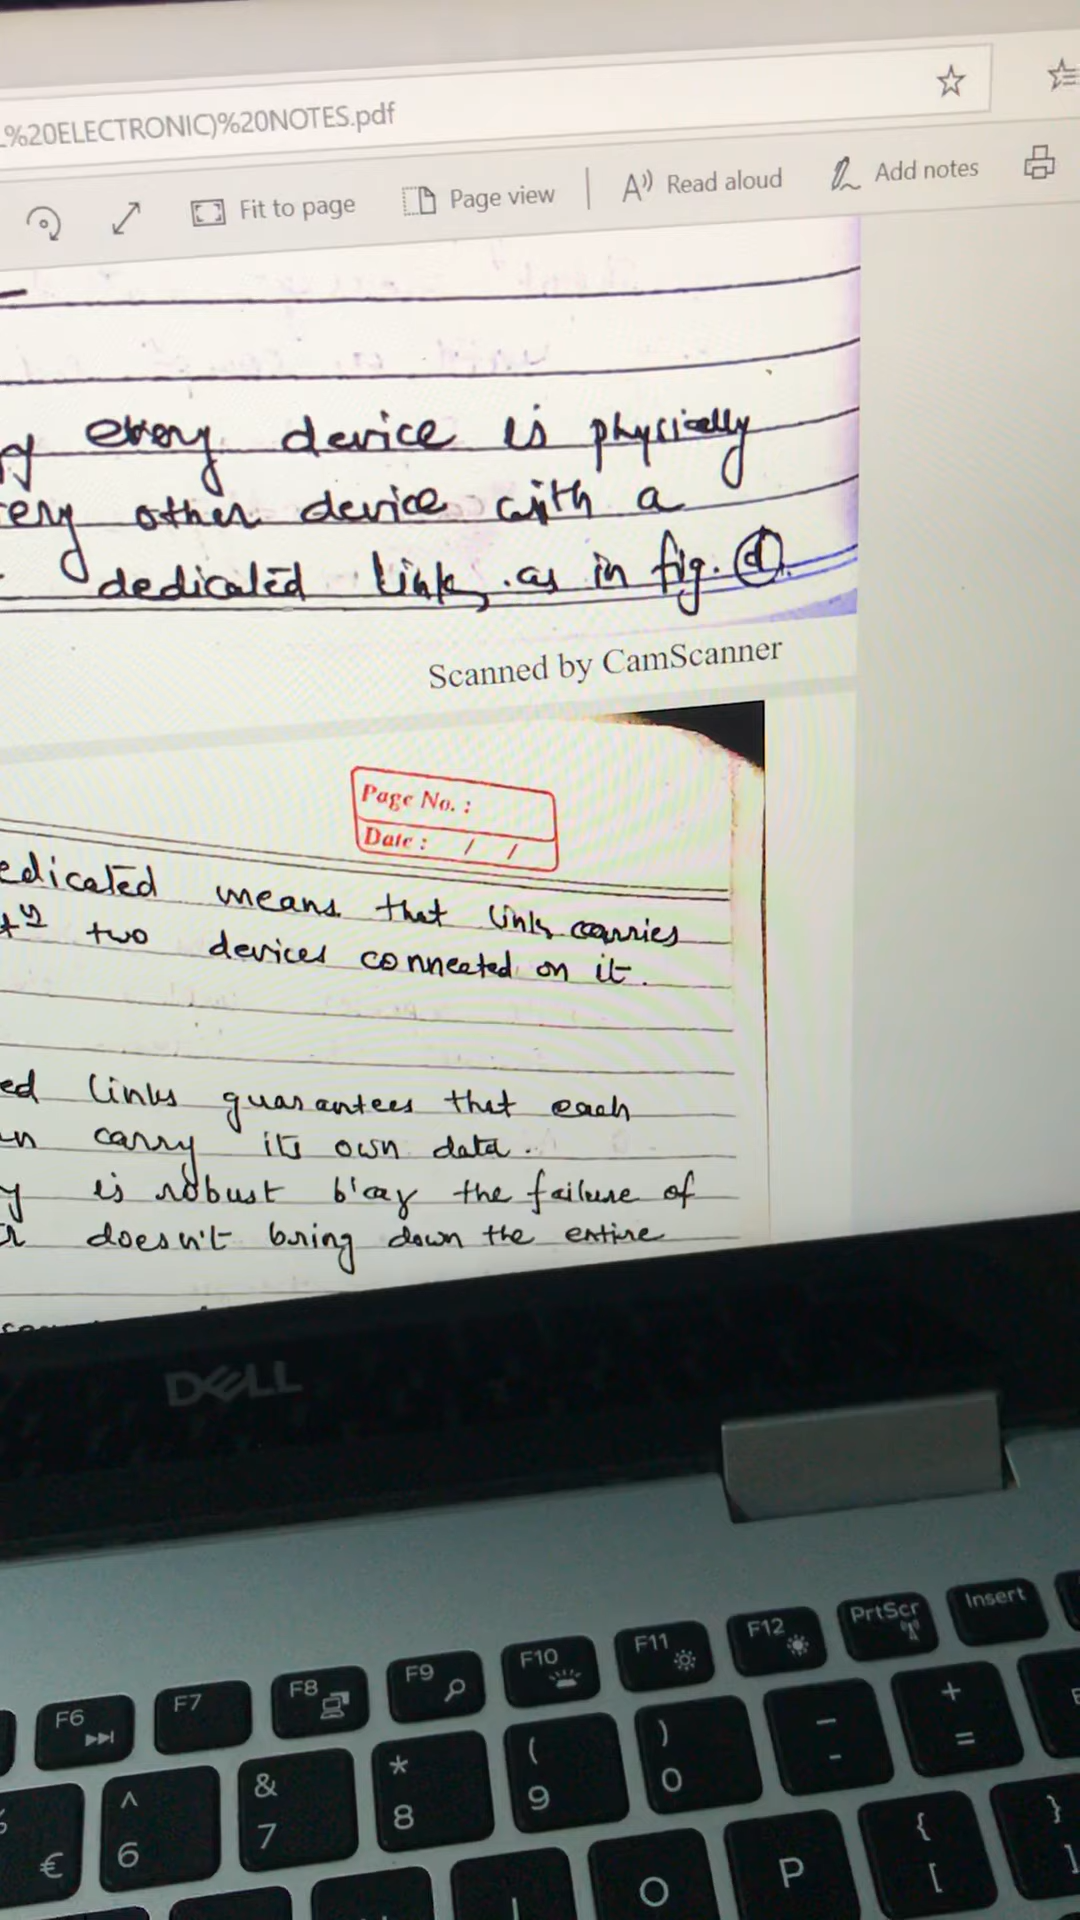 L%20ELECTRONIC)%20NOTES.pdf
Fit to page Page view A Read aloud Add notes
every device is physically
ery other device with a
dedicated link, as in fig. d.
Scanned by CamScanner
Page No. :
Date : / /
edicated means that link carries
two devices connected on it.
ed links guarantees that each
carry its own data.
y is robust b'coz the failure of
doesn't bring down the entire
DELL
F6 F7 F8 F9 F10 F11 F12 PrtScr Insert
€ ^ 6 & 7 * 8 ( 9 ) 0 _ - + =
O P { [ } ]